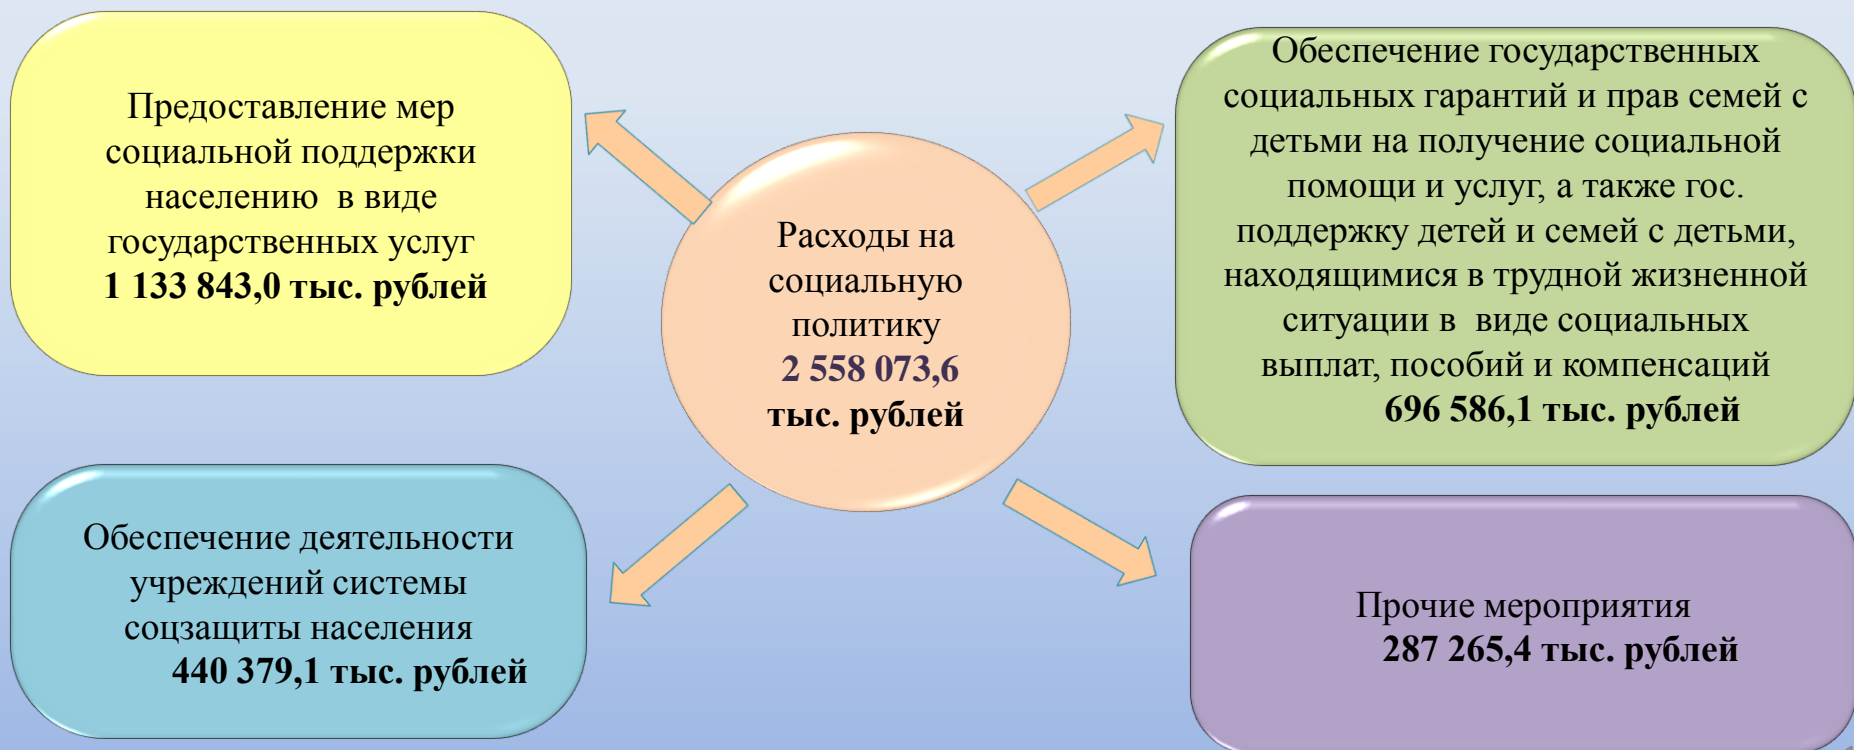 Предоставление мер
социальной поддержки
населению в виде
государственных услуг
1 133 843,0 тыс. рублей
Расходы на
социальную
политику
2 558 073,6
тыс. рублей
Обеспечение государственных
социальных гарантий и прав семей с
детьми на получение социальной
помощи и услуг, а также гос.
поддержку детей и семей с детьми,
находящимися в трудной жизненной
ситуации в виде социальных
выплат, пособий и компенсаций
696 586,1 тыс. рублей
Обеспечение деятельности
учреждений системы
соцзащиты населения
440 379,1 тыс. рублей
Прочие мероприятия
287 265,4 тыс. рублей